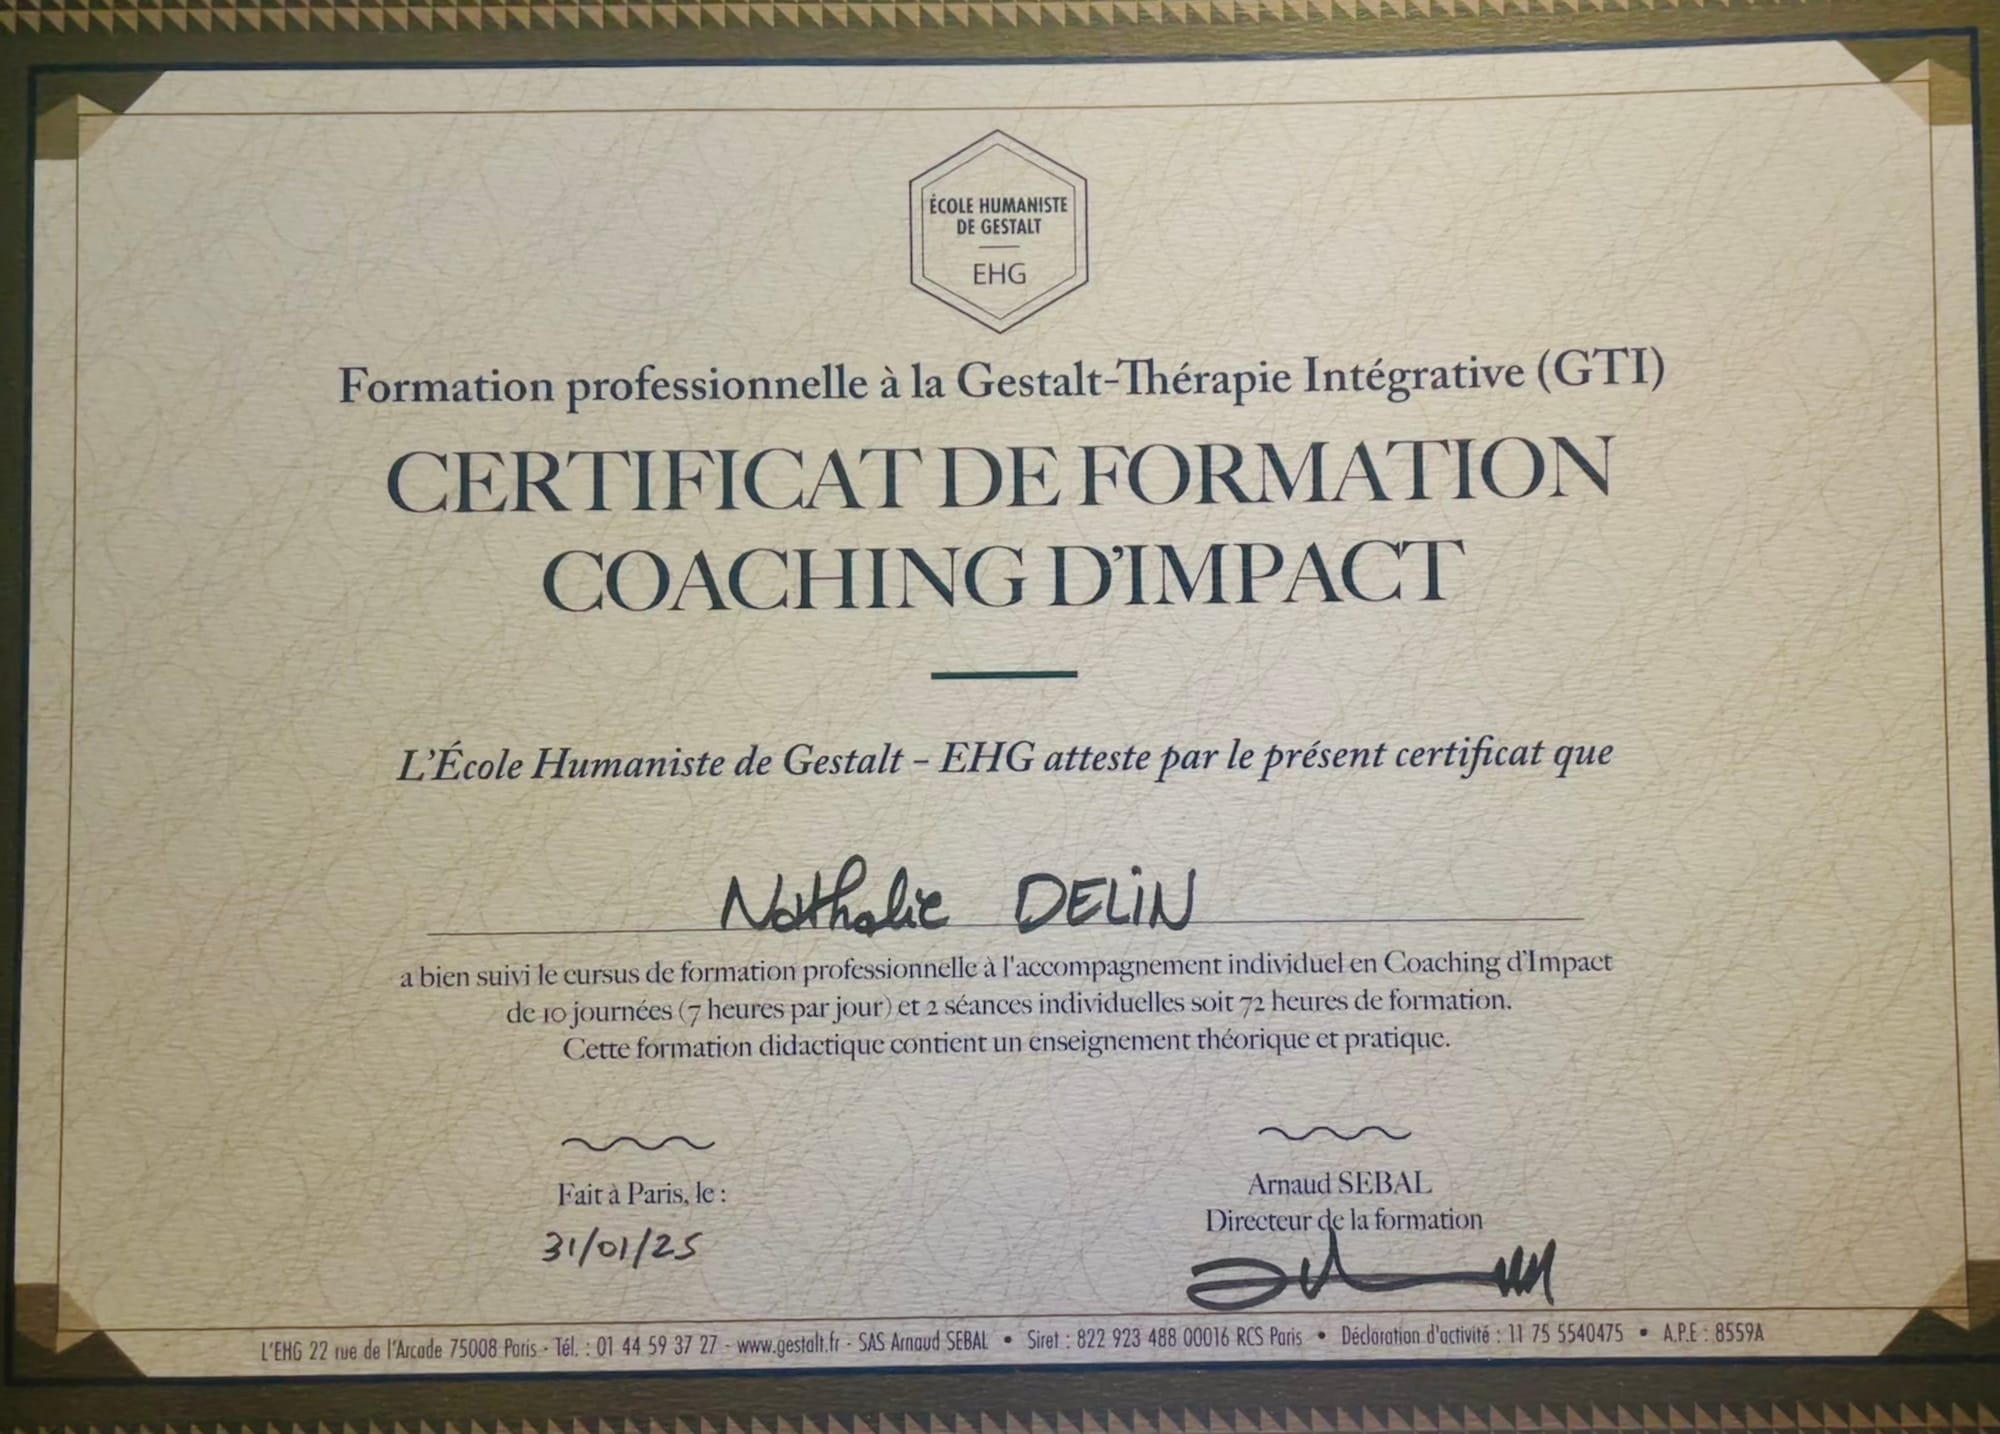 ÉCOLE HUMANISTE
DE GESTALT
EHG
Formation professionnelle à la Gestalt-Thérapie Intégrative (GTI)
CERTIFICAT DE FORMATION
COACHING D'IMPACT
L'École Humaniste de Gestalt – EHG atteste par le présent certificat que
Nathalie DELiN
a bien suivi le cursus de formation professionnelle à l'accompagnement individuel en Coaching d'Impact
de 10 journées (7 heures par jour) et 2 séances individuelles soit 72 heures de formation.
Cette formation didactique contient un enseignement théorique et pratique.
Fait à Paris, le :
31/01/25
Arnaud SEBAL
Directeur de la formation
L'EHG 22 rue de l'Arcade 75008 Paris - Tél. : 01 44 59 37 27 - www.gestalt.fr - SAS Arnaud SEBAL • Siret : 822 923 488 00016 RCS Paris • Déclaration d'activité : 11 75 5540475 • A.P.E : 8559A